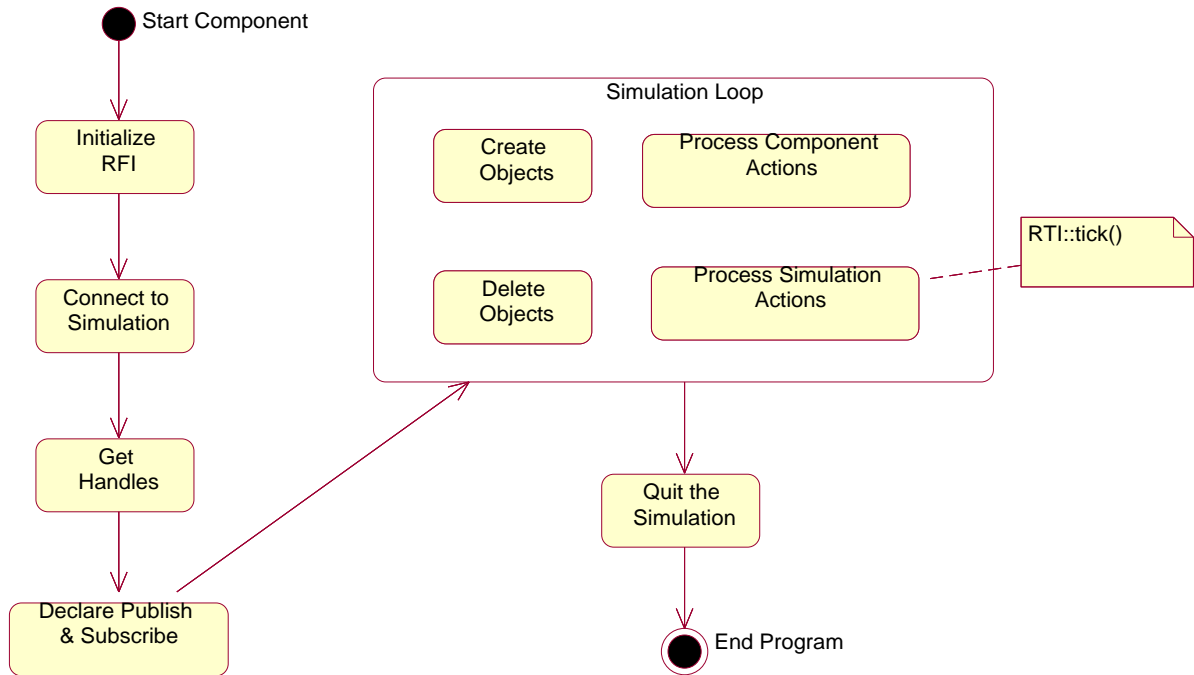 Start Component
Initialize
RFI
Connect to
Simulation
Get
Handles
Declare Publish
& Subscribe
Simulation Loop
Create
Objects
Process Component
Actions
Delete
Objects
Process Simulation
Actions
RTI::tick()
Quit the
Simulation
End Program